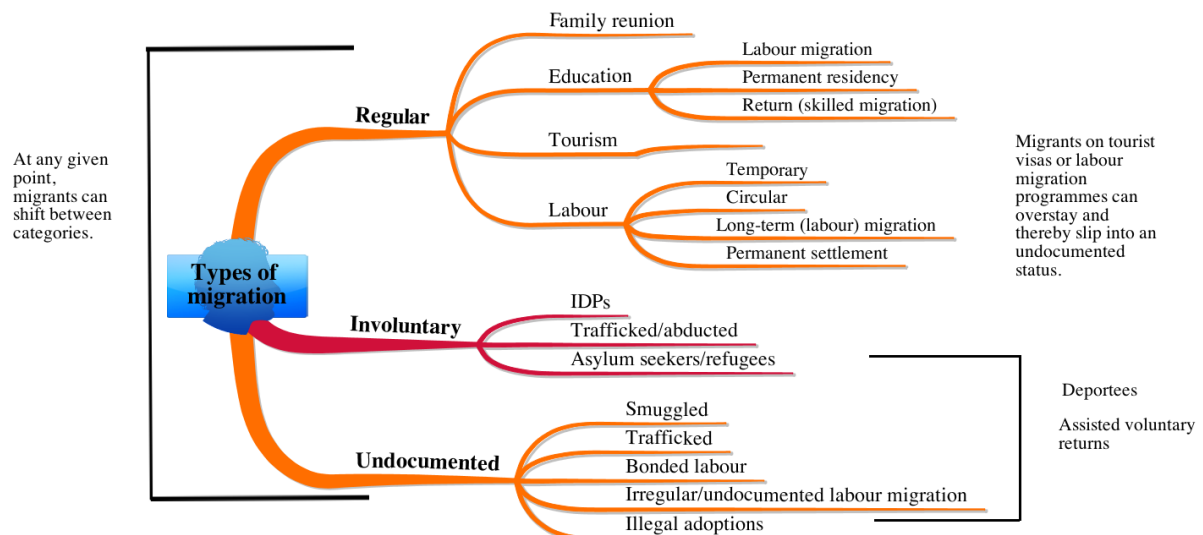 Types of
migration
At any given
point,
migrants can
shift between
categories.
Regular
Family reunion
Education
Labour migration
Permanent residency
Return (skilled migration)
Tourism
Labour
Temporary
Circular
Long-term (labour) migration
Permanent settlement
Migrants on tourist
visas or labour
migration
programmes can
overstay and
thereby slip into an
undocumented
status.
Involuntary
IDPs
Trafficked/abducted
Asylum seekers/refugees
Undocumented
Smuggled
Trafficked
Bonded labour
Irregular/undocumented labour migration
Illegal adoptions
Deportees
Assisted voluntary
returns